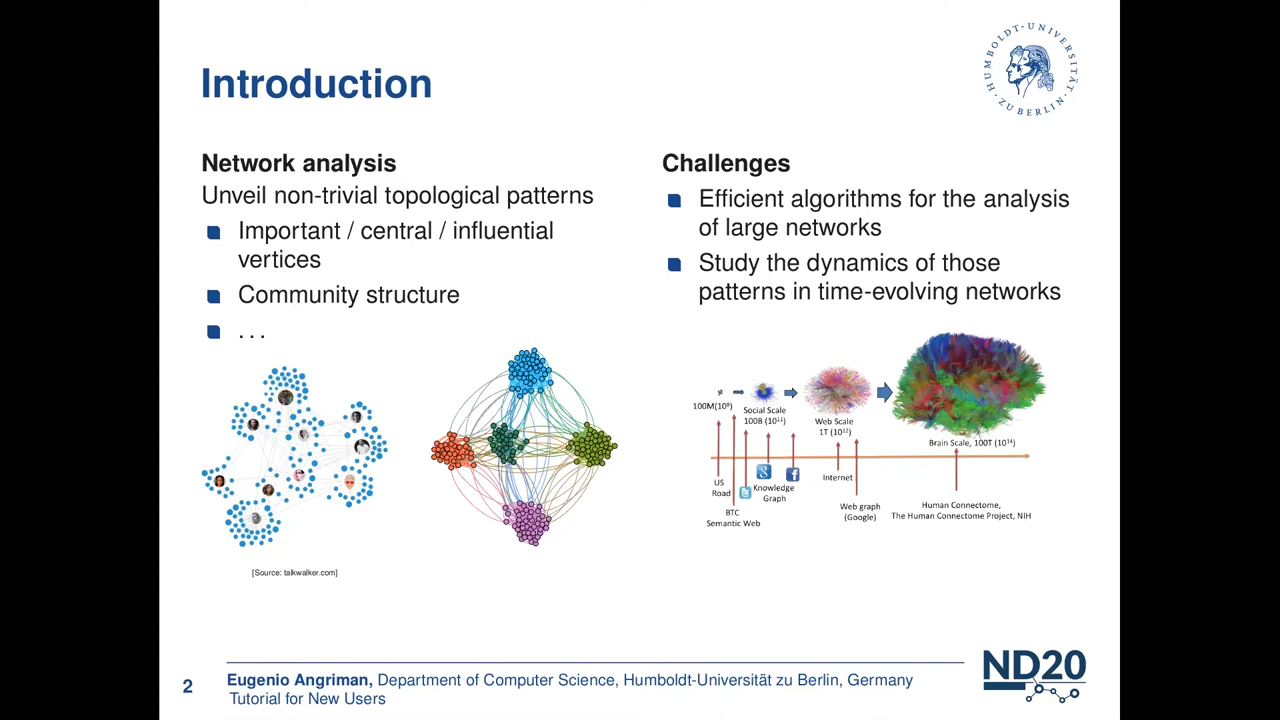 Introduction
HUMBOLDT-UNIVERSITÄT
ZU BERLIN
Network analysis
Unveil non-trivial topological patterns
Important / central / influential
vertices
Community structure
. . .
[Source: talkwalker.com]
Challenges
Efficient algorithms for the analysis
of large networks
Study the dynamics of those
patterns in time-evolving networks
100M(10⁸)
Social Scale
100B (10¹¹)
Web Scale
1T (10¹²)
Brain Scale, 100T (10¹⁴)
US
Road
BTC
Semantic Web
Knowledge
Graph
Internet
Web graph
(Google)
Human Connectome,
The Human Connectome Project, NIH
2
Eugenio Angriman, Department of Computer Science, Humboldt-Universität zu Berlin, Germany
Tutorial for New Users
ND20